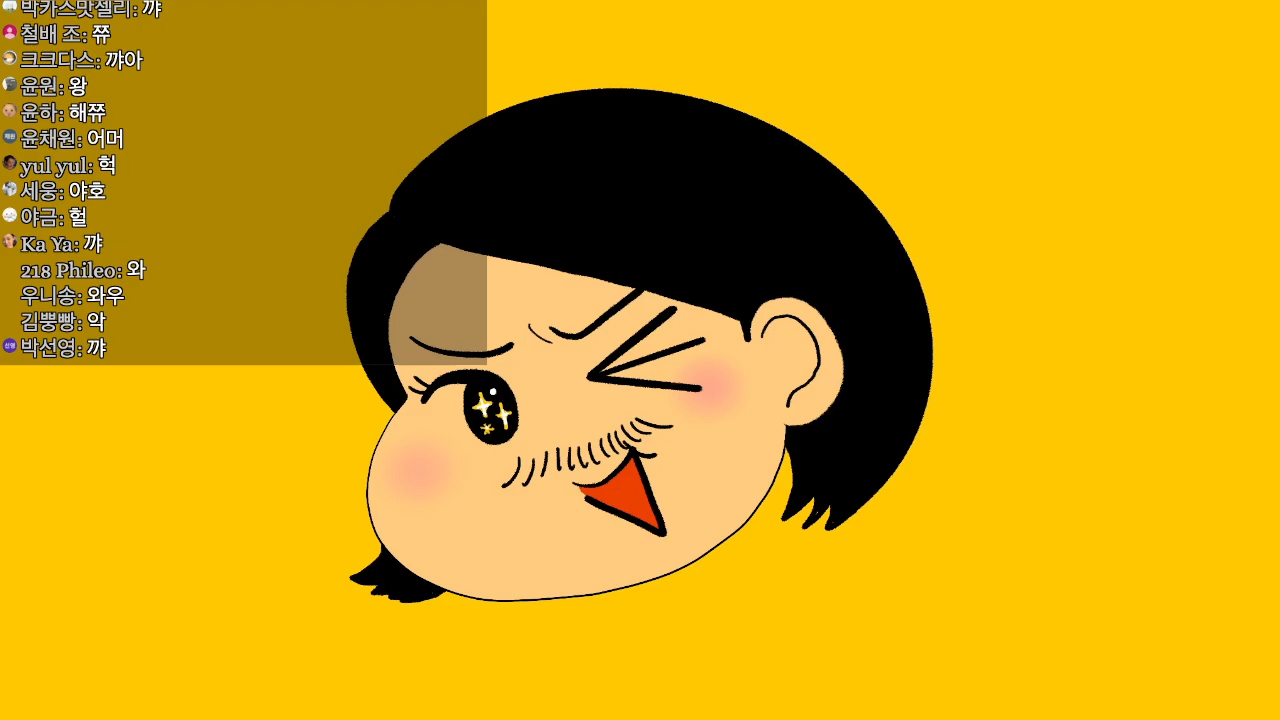 박카스맛젤리: 꺄
철배 조: 쮸
크크다스: 꺄아
윤원: 왕
윤하: 해쮸
윤채원: 어머
yul yul: 헉
세웅: 야호
야금: 헐
Ka Ya: 꺄
218 Phileo: 와
우니송: 와우
김뿡빵: 악
박선영: 꺄